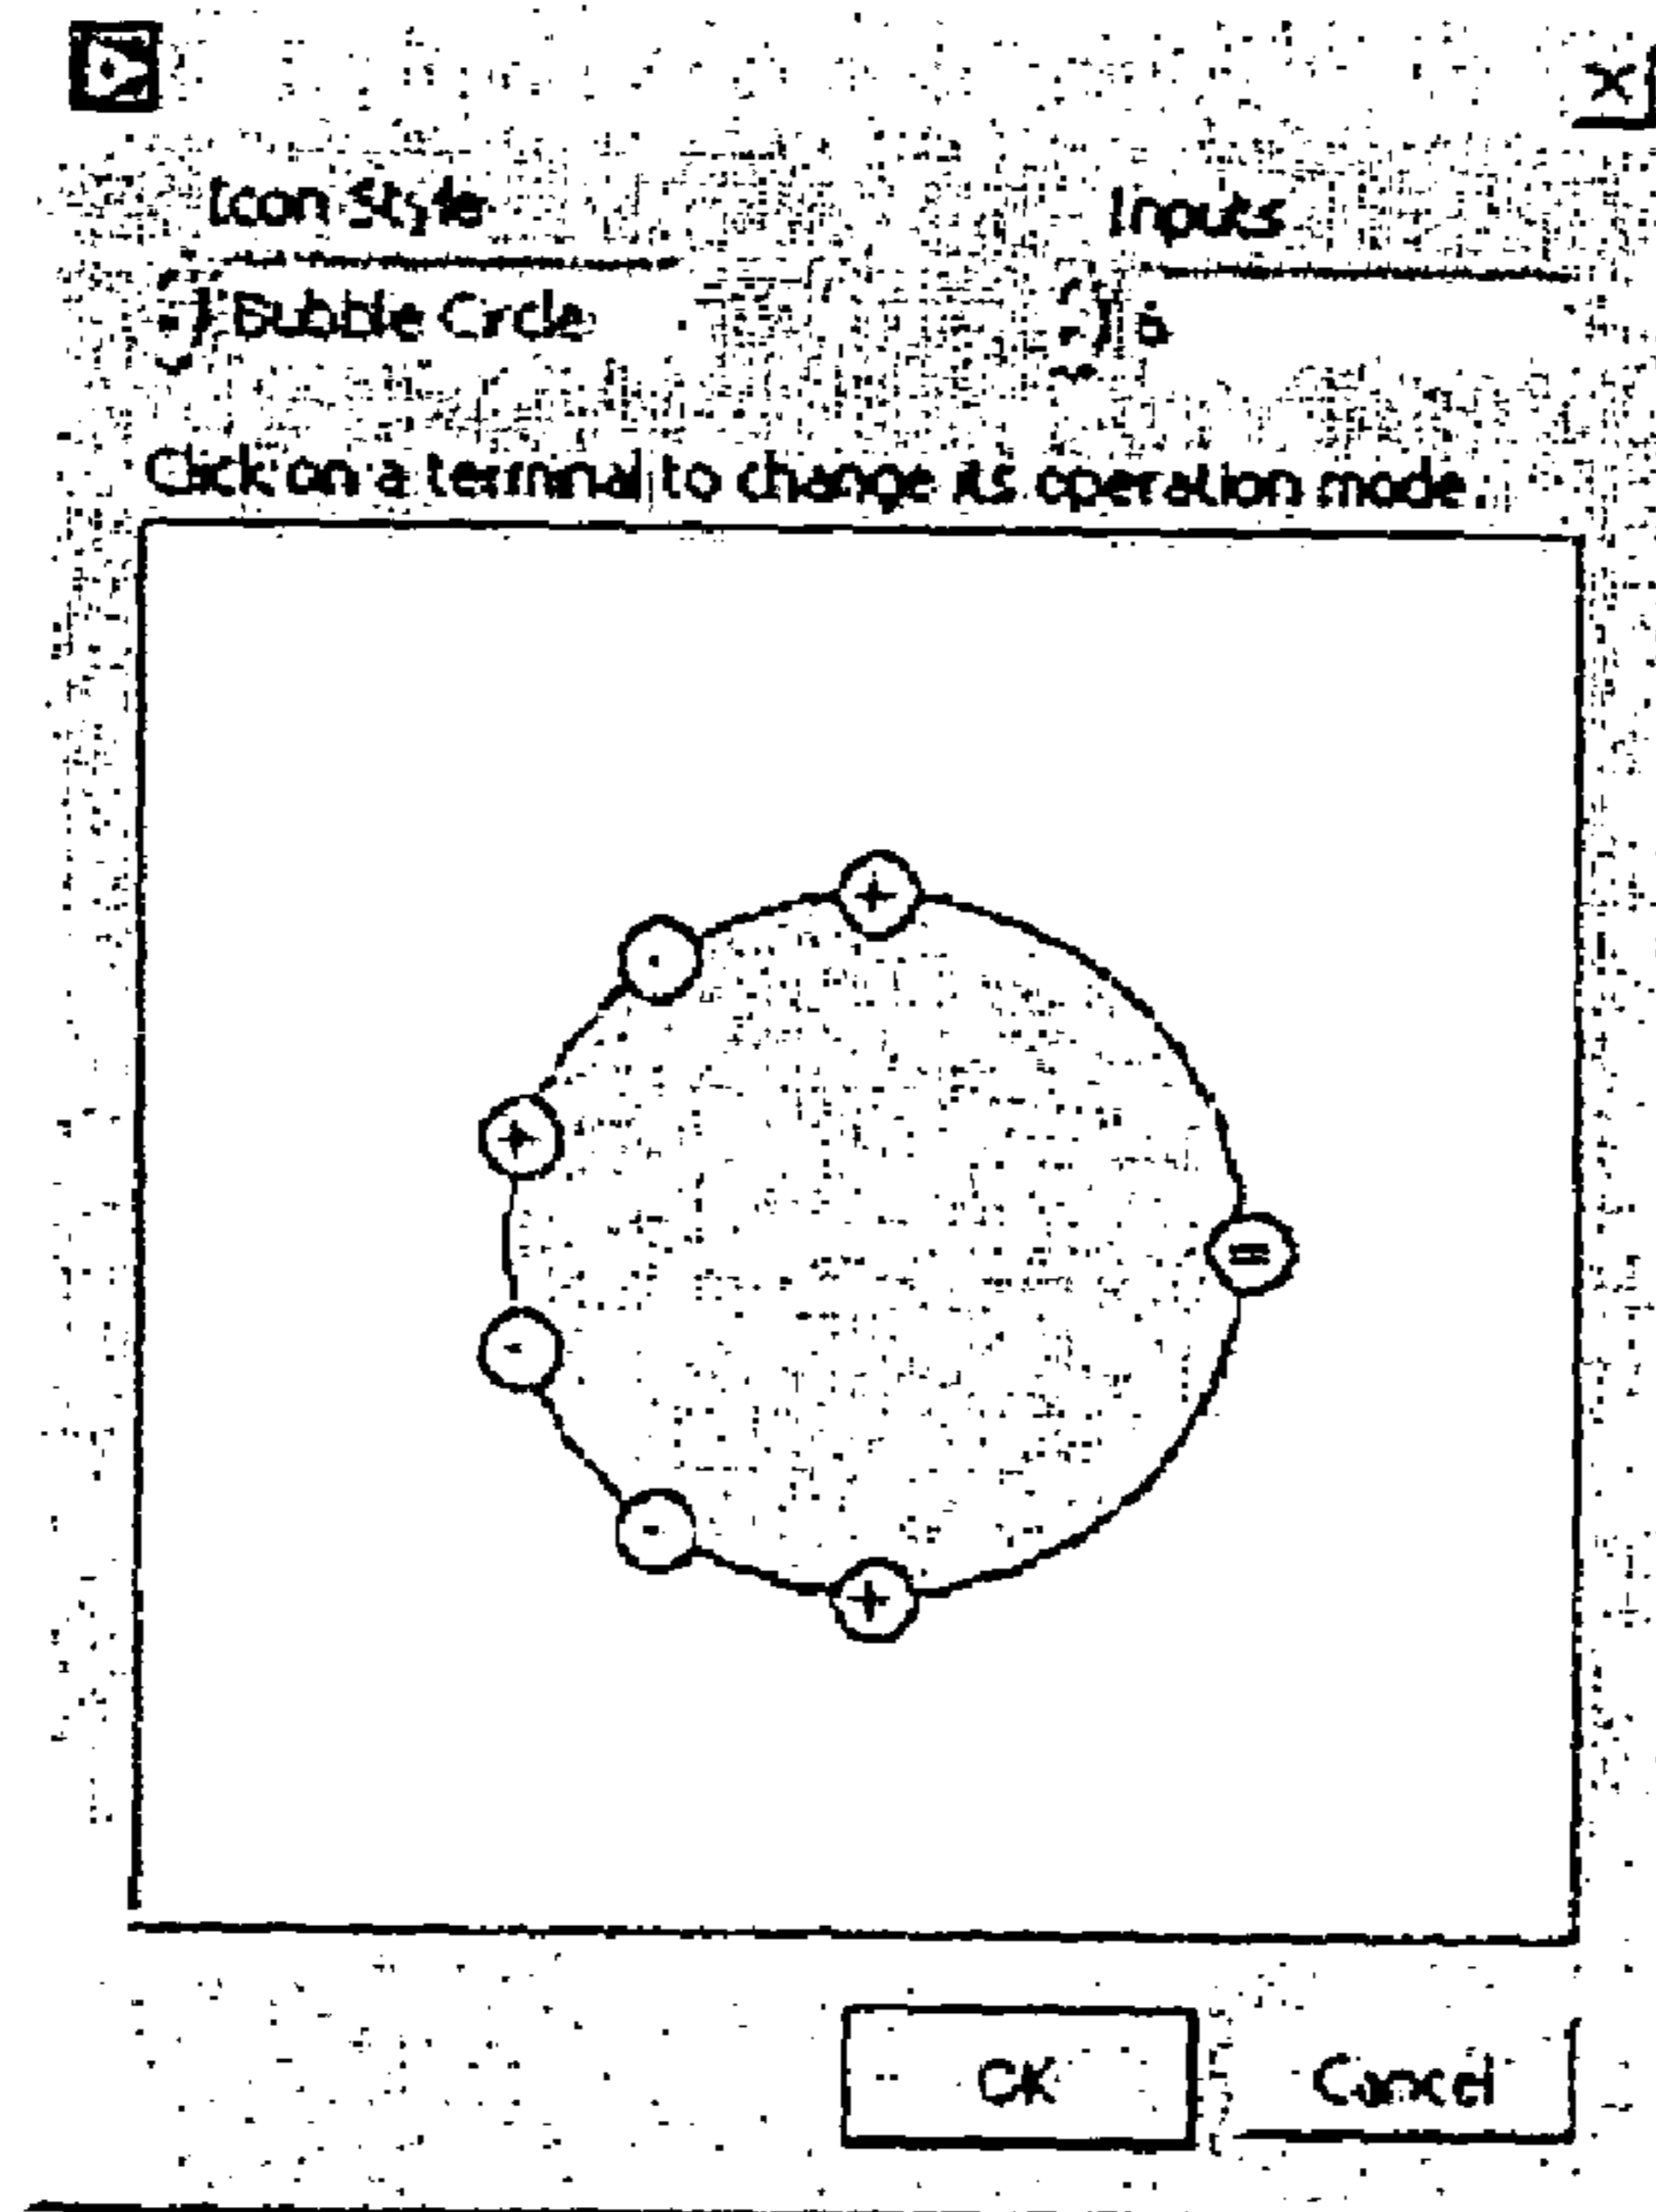 Icon Style Inputs
Bubble Circle 6
Click on a terminal to change its operation mode.
+
-
+
=
-
-
+
OK Cancel